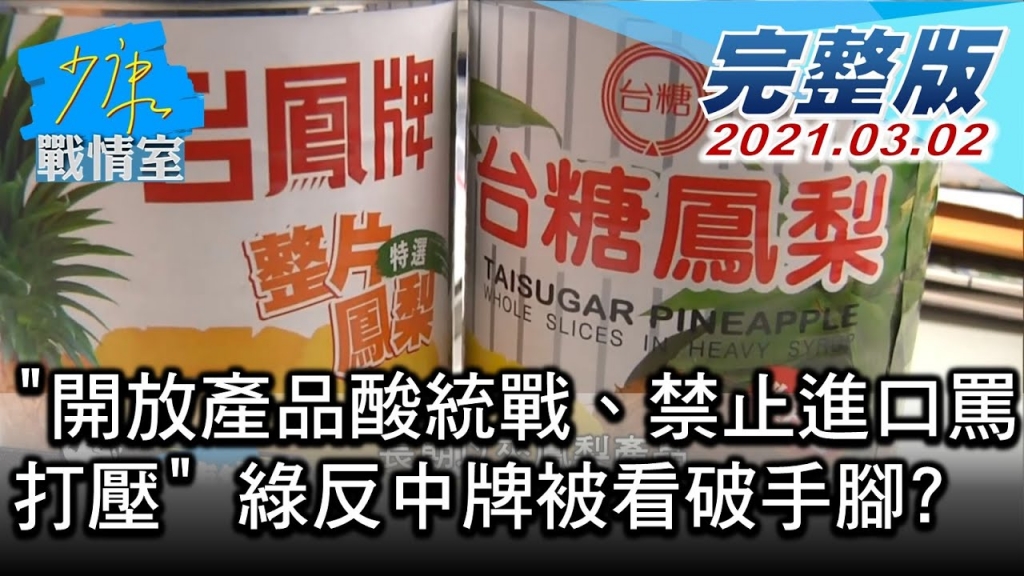 少康
戰情室
完整版
2021.03.02
台鳳牌
整片
特選
鳳梨
台糖
台糖鳳梨
TAISUGAR PINEAPPLE
WHOLE SLICES IN HEAVY SYRUP
"開放產品酸統戰、禁止進口罵
打壓" 綠反中牌被看破手腳?